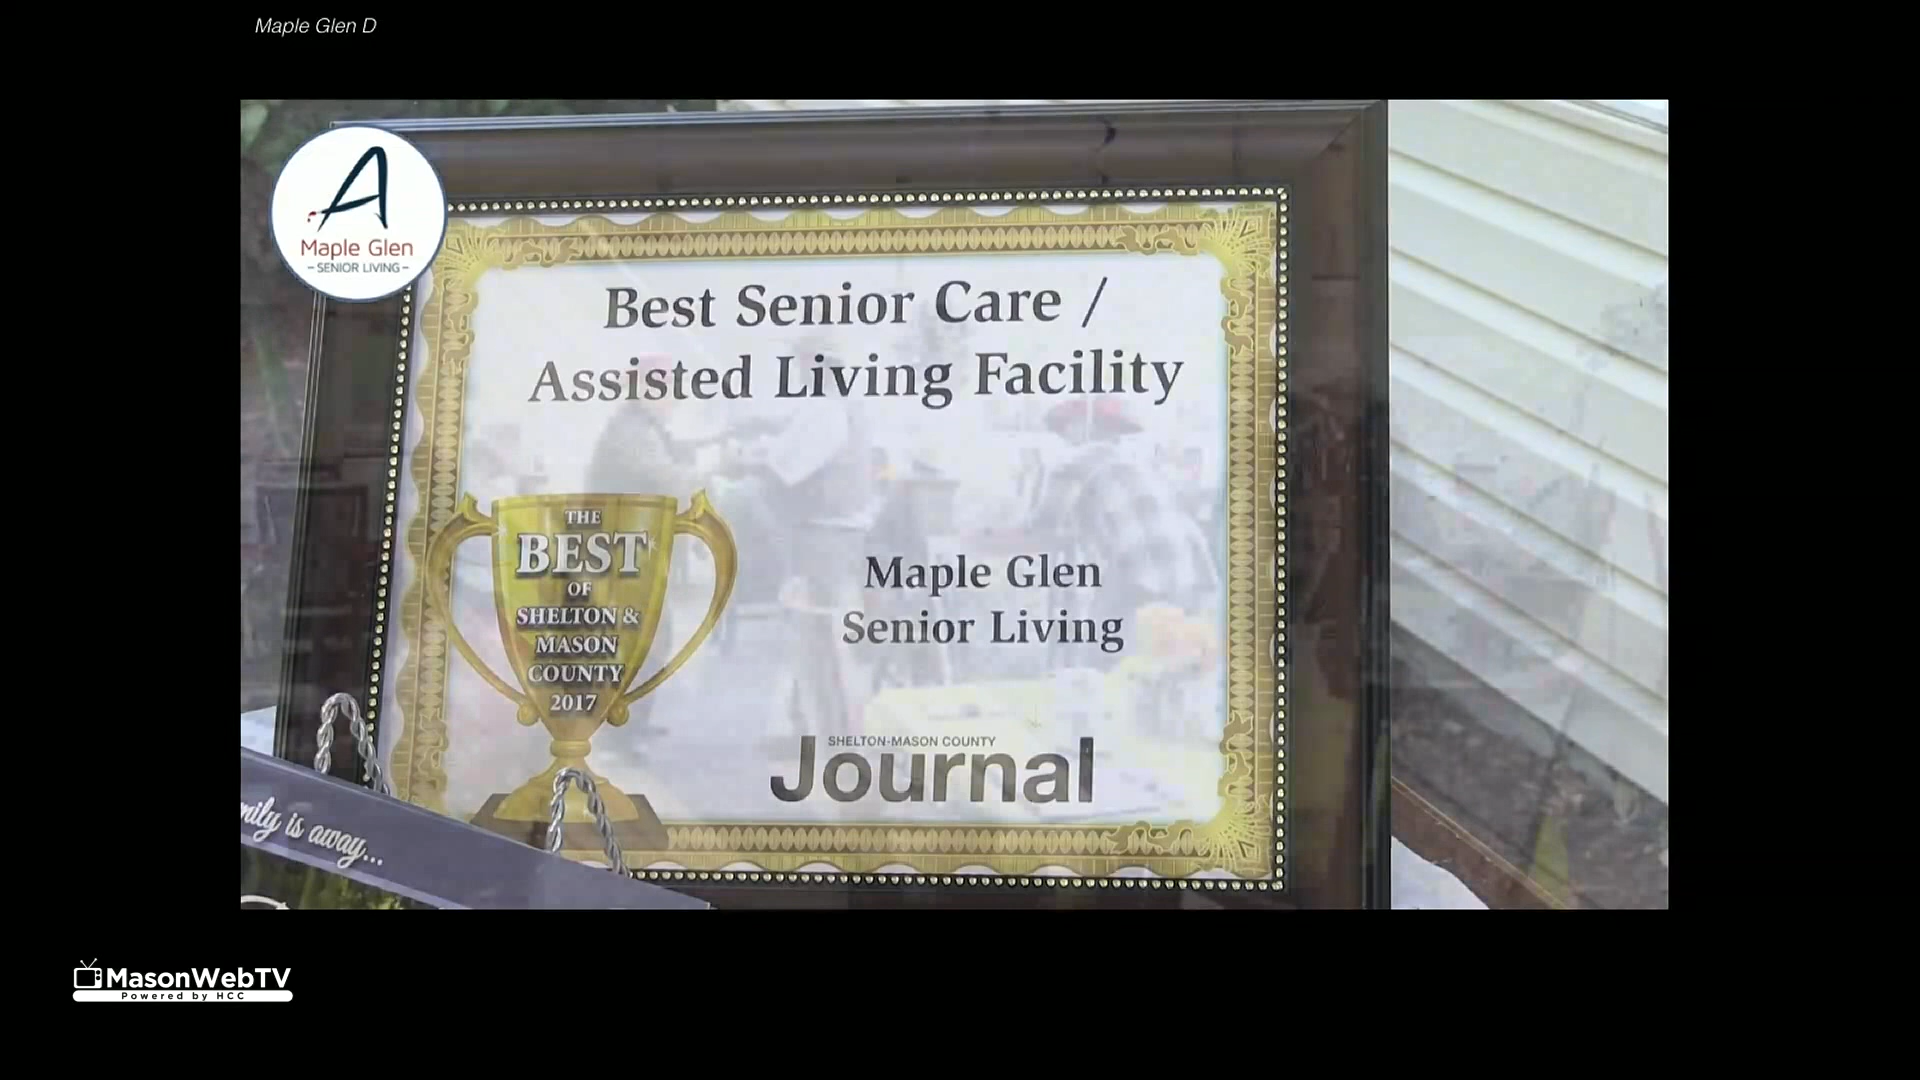 Maple Glen D
A
Maple Glen
-SENIOR LIVING-
Best Senior Care /
Assisted Living Facility
THE
BEST
OF
SHELTON &
MASON
COUNTY
2017
Maple Glen
Senior Living
SHELTON-MASON COUNTY
Journal
is away...
MasonWebTV
Powered by HCC